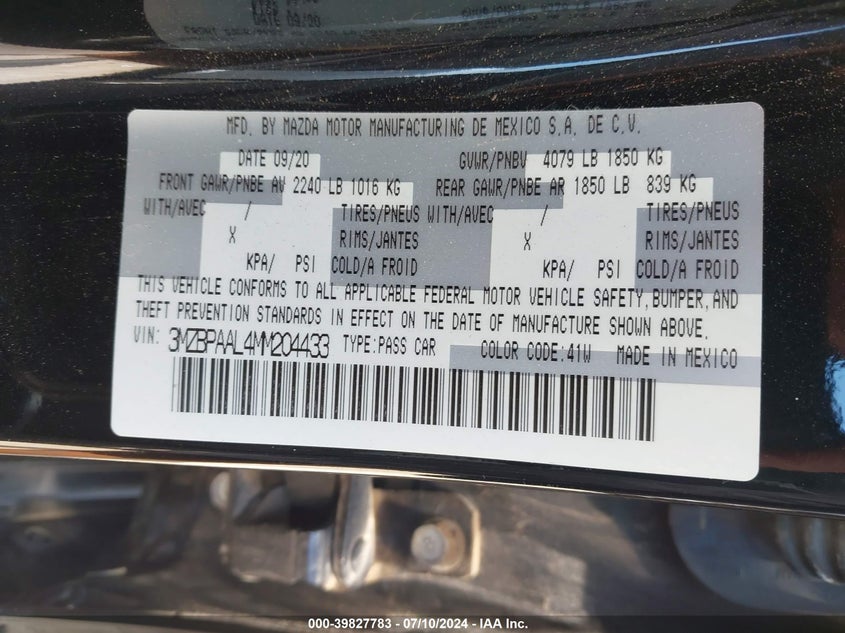 DATE 09/20
MFD. BY MAZDA MOTOR MANUFACTURING DE MEXICO S.A. DE C.V.
DATE 09/20 GVWR/PNBV 4079 LB 1850 KG
FRONT GAWR/PNBE AV 2240 LB 1016 KG REAR GAWR/PNBE AR 1850 LB 839 KG
WITH/AVEC / TIRES/PNEUS WITH/AVEC / TIRES/PNEUS
X RIMS/JANTES X RIMS/JANTES
KPA/ PSI COLD/A FROID KPA/ PSI COLD/A FROID
THIS VEHICLE CONFORMS TO ALL APPLICABLE FEDERAL MOTOR VEHICLE SAFETY, BUMPER, AND
THEFT PREVENTION STANDARDS IN EFFECT ON THE DATE OF MANUFACTURE SHOWN ABOVE.
VIN: 3MZBPAAL4MM204433 TYPE:PASS CAR COLOR CODE:41W MADE IN MEXICO
000-39827783 - 07/10/2024 - IAA Inc.